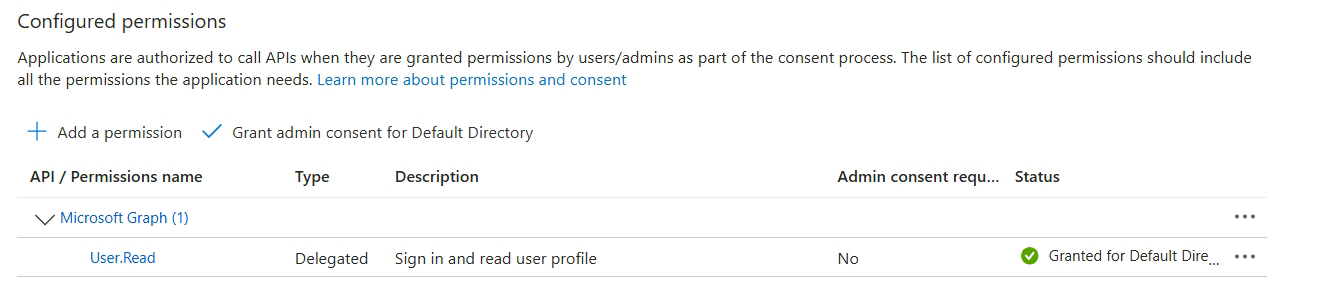 Configured permissions
Applications are authorized to call APIs when they are granted permissions by users/admins as part of the consent process. The list of configured permissions should include
all the permissions the application needs. Learn more about permissions and consent
Add a permission Grant admin consent for Default Directory
API / Permissions name Type Description Admin consent requ... Status
Microsoft Graph (1)
User.Read Delegated Sign in and read user profile No Granted for Default Dire...